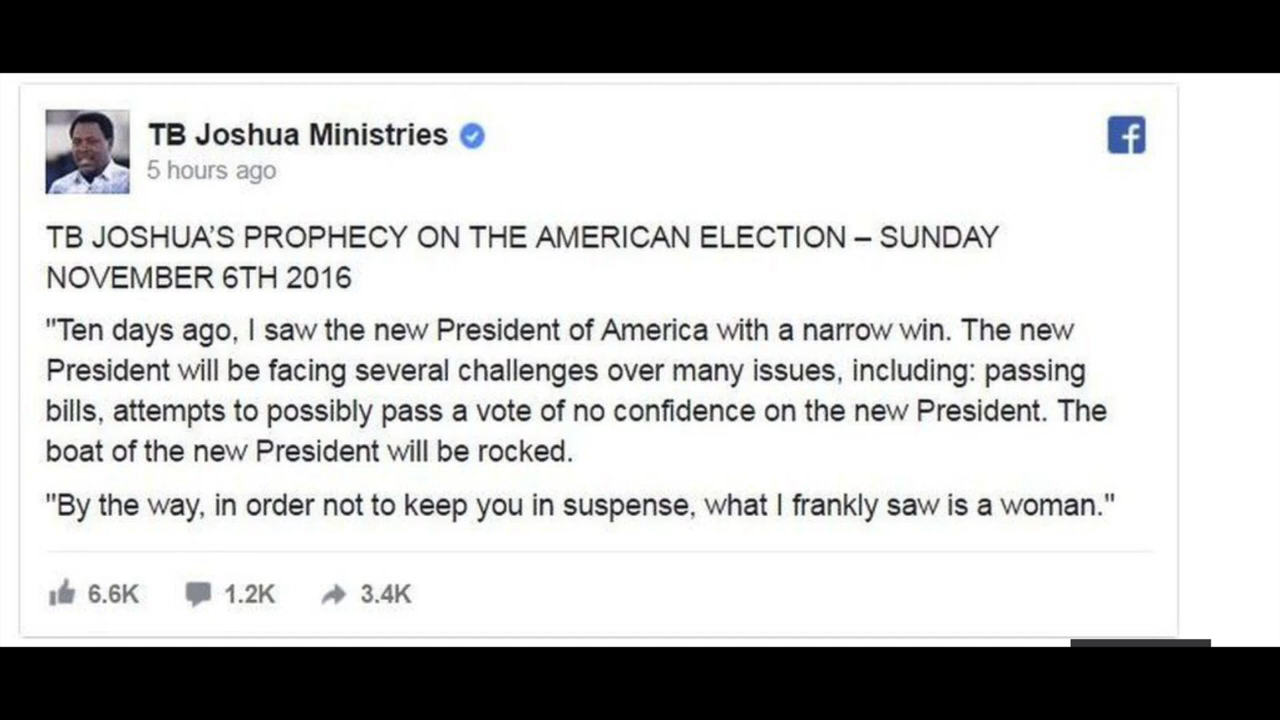 TB Joshua Ministries
5 hours ago
TB JOSHUA'S PROPHECY ON THE AMERICAN ELECTION – SUNDAY
NOVEMBER 6TH 2016
"Ten days ago, I saw the new President of America with a narrow win. The new
President will be facing several challenges over many issues, including: passing
bills, attempts to possibly pass a vote of no confidence on the new President. The
boat of the new President will be rocked.
"By the way, in order not to keep you in suspense, what I frankly saw is a woman."
6.6K 1.2K 3.4K